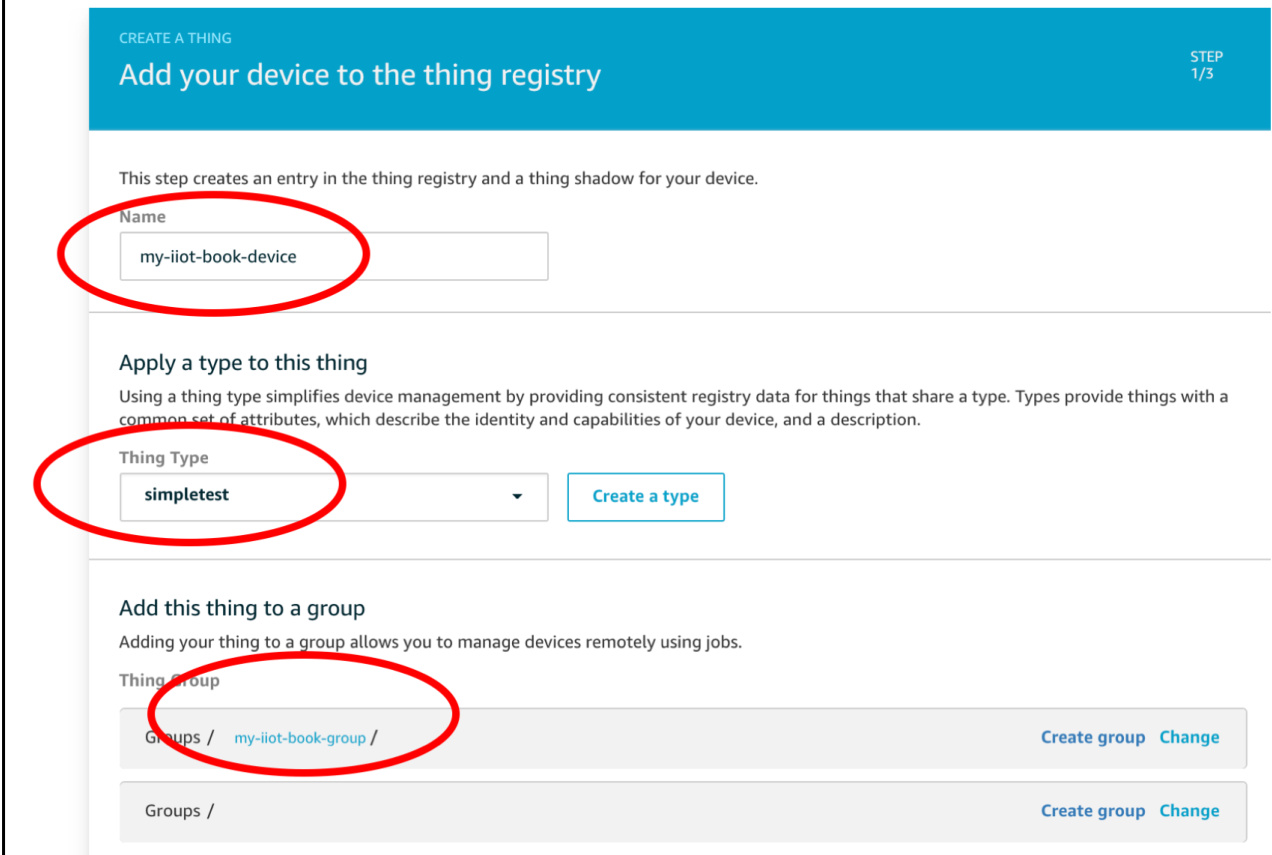 CREATE A THING
Add your device to the thing registry
STEP
1/3
This step creates an entry in the thing registry and a thing shadow for your device.
Name
my-iiot-book-device
Apply a type to this thing
Using a thing type simplifies device management by providing consistent registry data for things that share a type. Types provide things with a
common set of attributes, which describe the identity and capabilities of your device, and a description.
Thing Type
simpletest
Create a type
Add this thing to a group
Adding your thing to a group allows you to manage devices remotely using jobs.
Thing Group
Groups / my-iiot-book-group / Create group Change
Groups / Create group Change